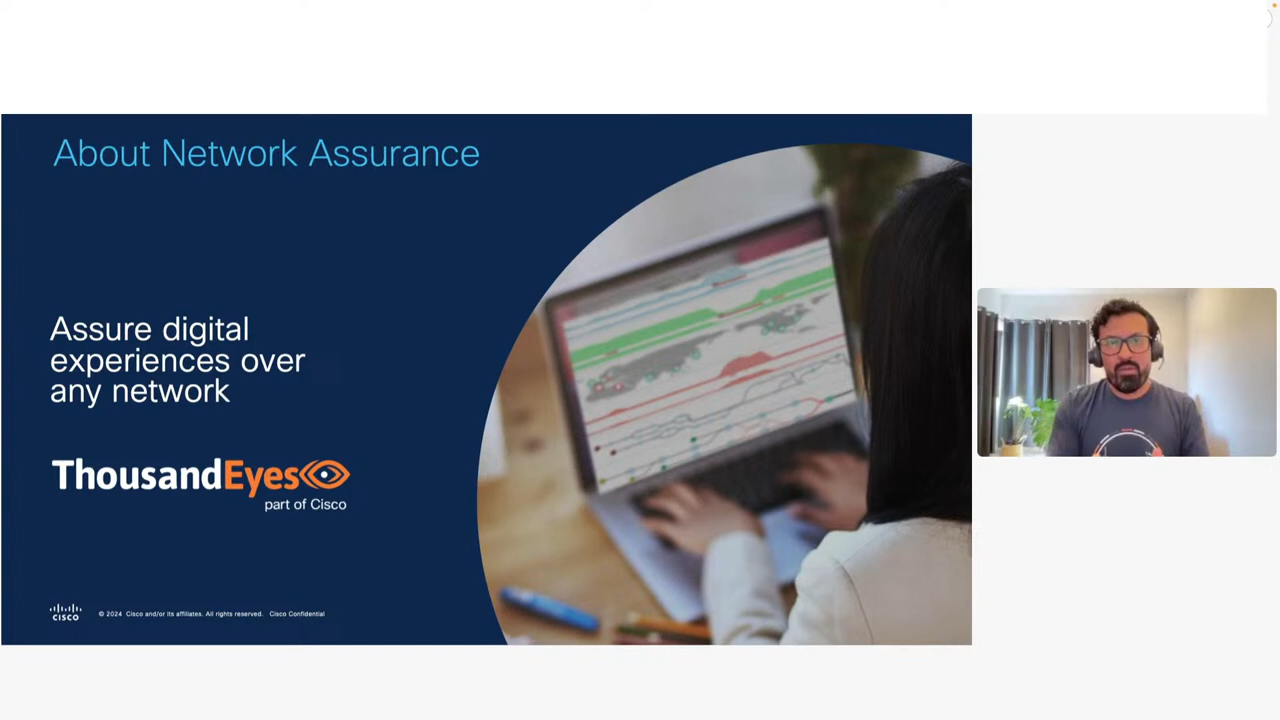 About Network Assurance
Assure digital
experiences over
any network
ThousandEyes
part of Cisco
CISCO
© 2024 Cisco and/or its affiliates. All rights reserved. Cisco Confidential